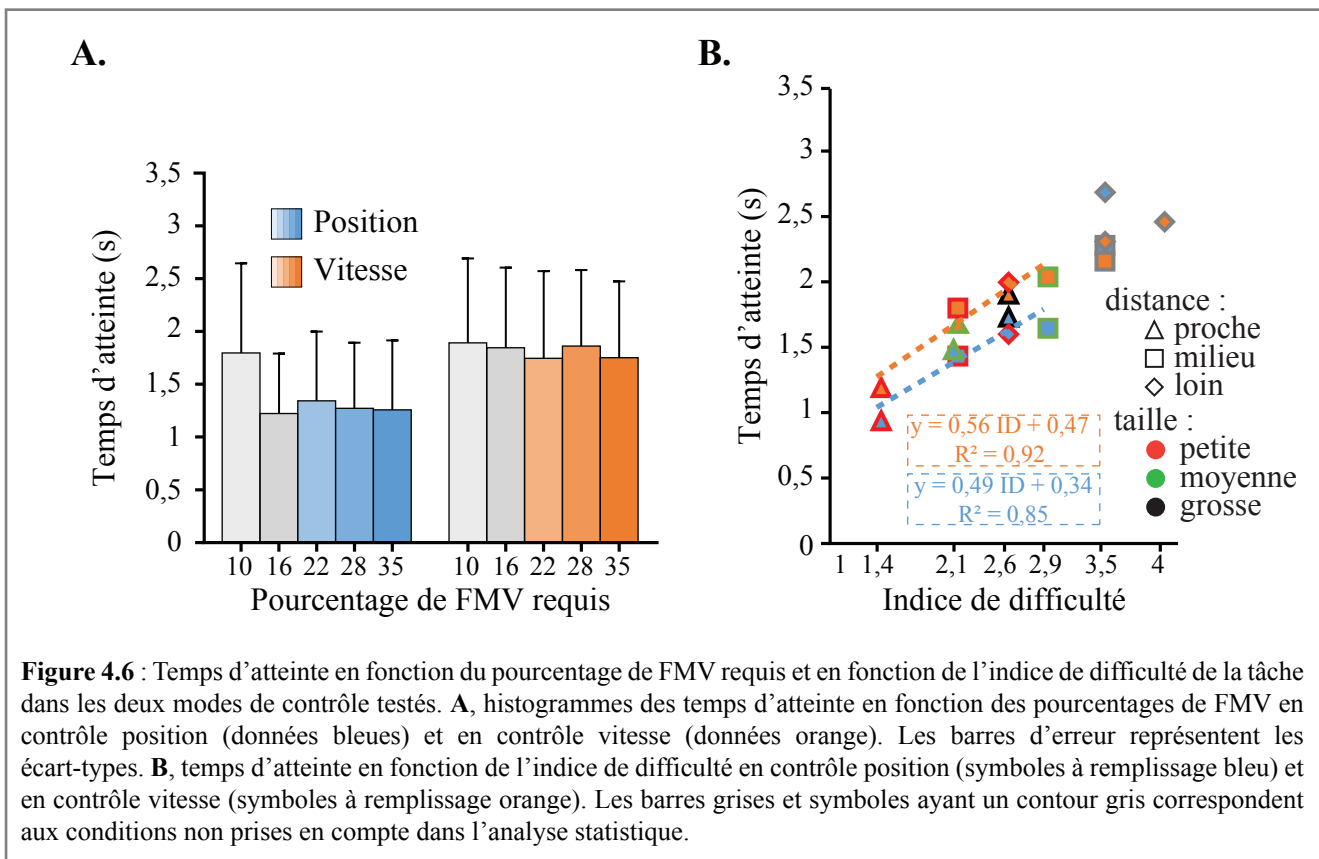 A.
3,5
3
2,5
2
1,5
1
0,5
0
Temps d’atteinte (s)
Position
Vitesse
10 16 22 28 35 10 16 22 28 35
Pourcentage de FMV requis
B.
3,5
3
2,5
2
1,5
1
0,5
0
Temps d’atteinte (s)
distance :
proche
milieu
loin
taille :
petite
moyenne
grosse
y = 0,56 ID + 0,47
R² = 0,92
y = 0,49 ID + 0,34
R² = 0,85
1 1,4 2,1 2,6 2,9 3,5 4
Indice de difficulté
Figure 4.6 : Temps d’atteinte en fonction du pourcentage de FMV requis et en fonction de l’indice de difficulté de la tâche
dans les deux modes de contrôle testés. A, histogrammes des temps d’atteinte en fonction des pourcentages de FMV en
contrôle position (données bleues) et en contrôle vitesse (données orange). Les barres d’erreur représentent les
écart-types. B, temps d’atteinte en fonction de l’indice de difficulté en contrôle position (symboles à remplissage bleu) et
en contrôle vitesse (symboles à remplissage orange). Les barres grises et symboles ayant un contour gris correspondent
aux conditions non prises en compte dans l’analyse statistique.